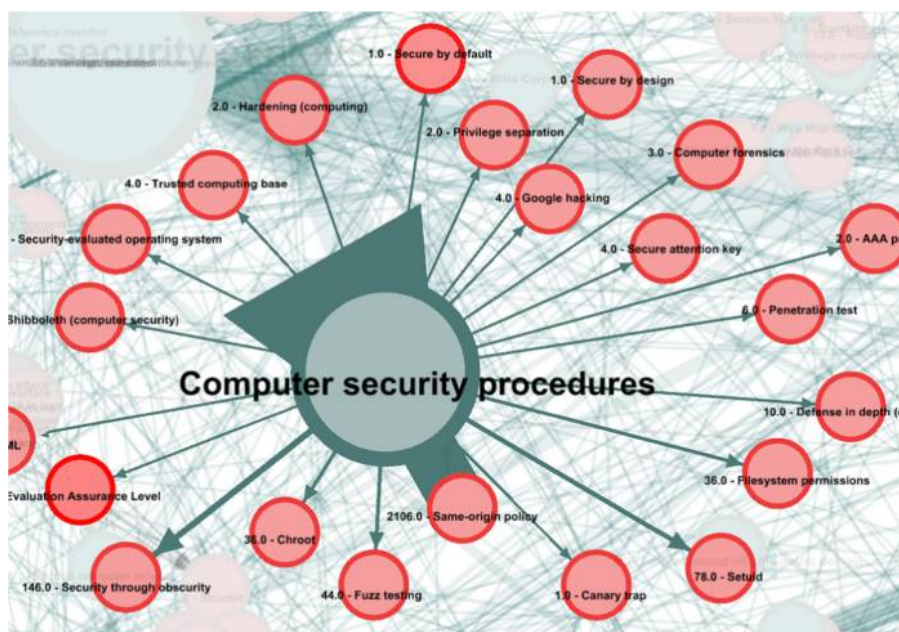 er security
1.0 - Secure by default
1.0 - Secure by design
2.0 - Hardening (computing)
2.0 - Privilege separation
3.0 - Computer forensics
4.0 - Trusted computing base
4.0 - Google hacking
- Security-evaluated operating system
4.0 - Secure attention key
2.0 - AAA p
Shibboleth (computer security)
6.0 - Penetration test
Computer security procedures
10.0 - Defense in depth (
ML
36.0 - Filesystem permissions
Evaluation Assurance Level
2106.0 - Same-origin policy
36.0 - Chroot
78.0 - Setuid
146.0 - Security through obscurity
44.0 - Fuzz testing
1.0 - Canary trap